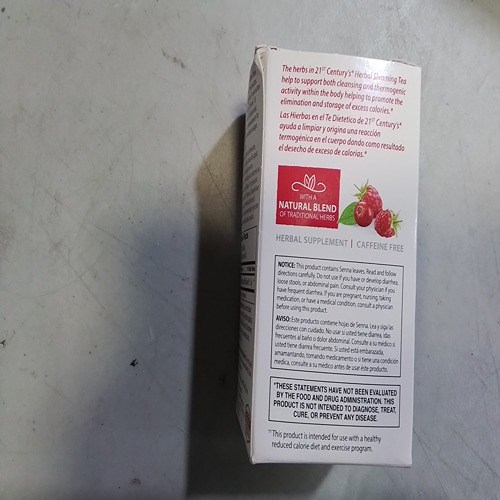 The herbs in 21ST Century's® Herbal Slimming Tea
help to support both cleansing and thermogenic
activity within the body helping to promote the
elimination and storage of excess calories.*
Las Hierbas en el Te Dietetico de 21ST Century's®
ayuda a limpiar y origina una reacción
termogénica en el cuerpo dando como resultado
el desecho de exceso de calorias.*
WITH A
NATURAL BLEND
OF TRADITIONAL HERBS
HERBAL SUPPLEMENT | CAFFEINE FREE
NOTICE: This product contains Senna leaves. Read and follow
directions carefully. Do not use if you have or develop diarrhea,
loose stools, or abdominal pain. Consult your physician if you
have frequent diarrhea. If you are pregnant, nursing, taking
medication, or have a medical condition, consult a physician
before using this product.
AVISO: Este producto contiene hojas de Senna. Lea y siga las
direcciones con cuidado. No usar si usted tiene diarrea, idas
frecuentes al baño o dolor abdominal. Consulte a su medico si
usted tiene diarrea frecuente. Si usted está embarazada,
amamantando, tomando medicamento o si tiene una condición
medica, consulte a su médico antes de usar este producto.
*THESE STATEMENTS HAVE NOT BEEN EVALUATED
BY THE FOOD AND DRUG ADMINISTRATION. THIS
PRODUCT IS NOT INTENDED TO DIAGNOSE, TREAT,
CURE, OR PREVENT ANY DISEASE.
††This product is intended for use with a healthy
reduced calorie diet and exercise program.